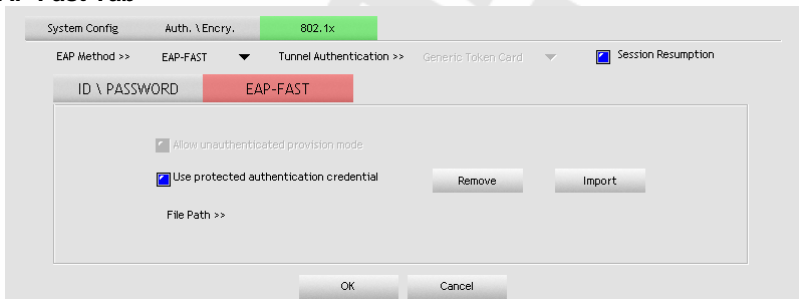 System Config Auth. \ Encry. 802.1x
EAP Method >> EAP-FAST Tunnel Authentication >> Generic Token Card Session Resumption
ID \ PASSWORD EAP-FAST
Allow unauthenticated provision mode
Use protected authentication credential Remove Import
File Path >>
OK Cancel